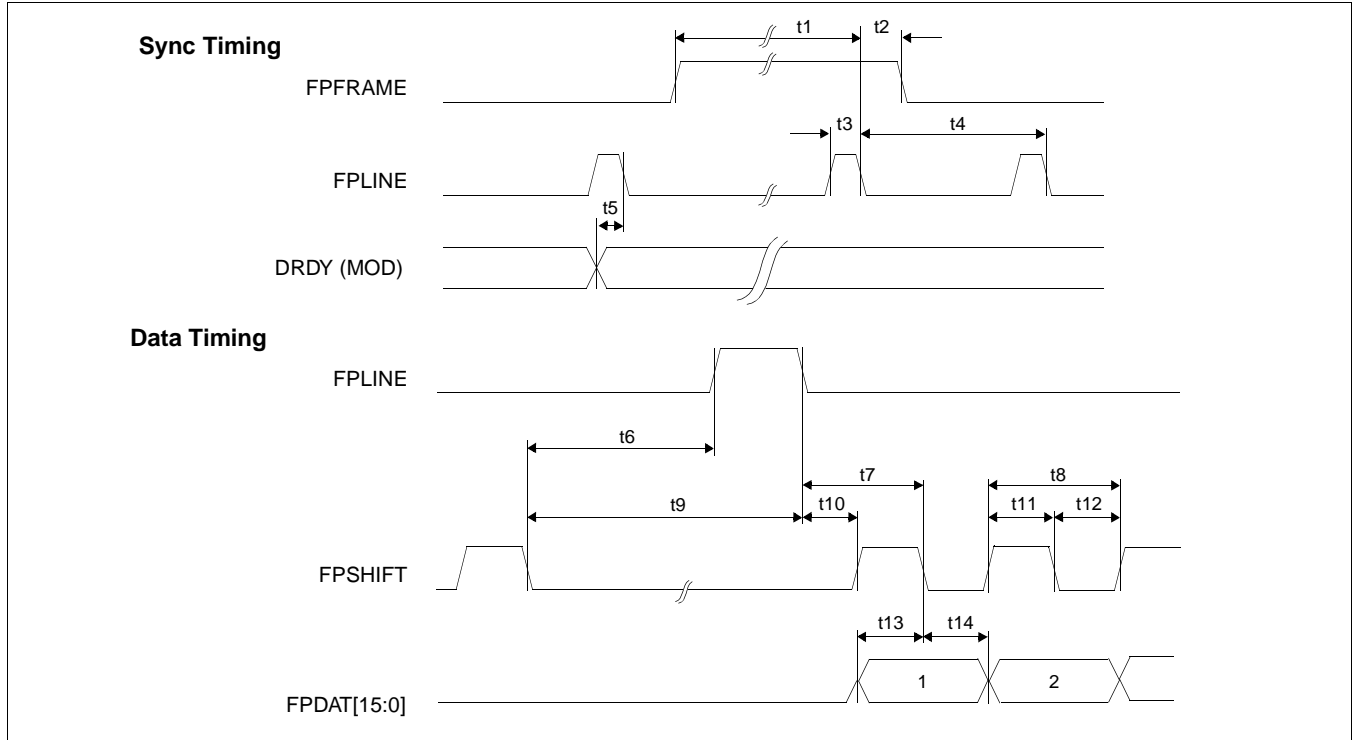 Sync Timing
t1 t2
FPFRAME
t3 t4
FPLINE
t5
DRDY (MOD)
Data Timing
FPLINE
t6
t7 t8
t9 t10 t11 t12
FPSHIFT
t13 t14
1 2
FPDAT[15:0]